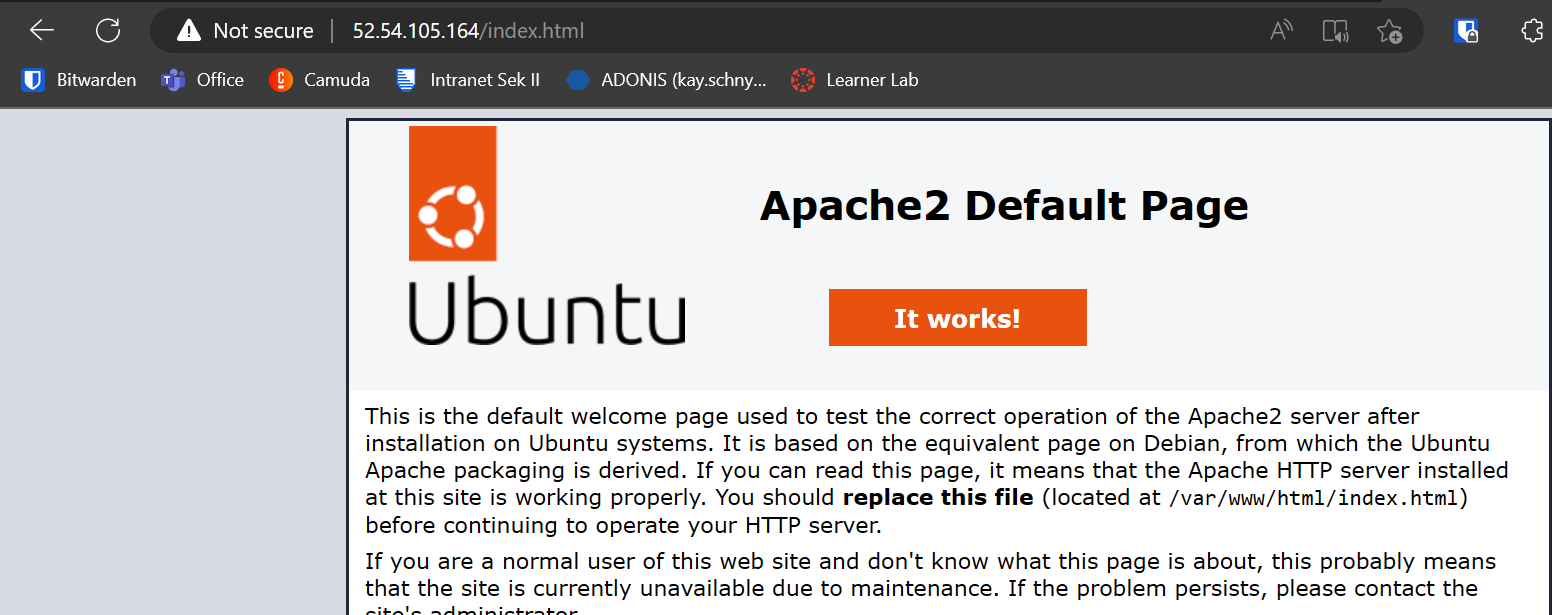 Not secure 52.54.105.164/index.html
Bitwarden Office Camuda Intranet Sek II ADONIS (kay.schny... Learner Lab
Apache2 Default Page
Ubuntu
It works!
This is the default welcome page used to test the correct operation of the Apache2 server after
installation on Ubuntu systems. It is based on the equivalent page on Debian, from which the Ubuntu
Apache packaging is derived. If you can read this page, it means that the Apache HTTP server installed
at this site is working properly. You should replace this file (located at /var/www/html/index.html)
before continuing to operate your HTTP server.
If you are a normal user of this web site and don't know what this page is about, this probably means
that the site is currently unavailable due to maintenance. If the problem persists, please contact the
site's administrator.